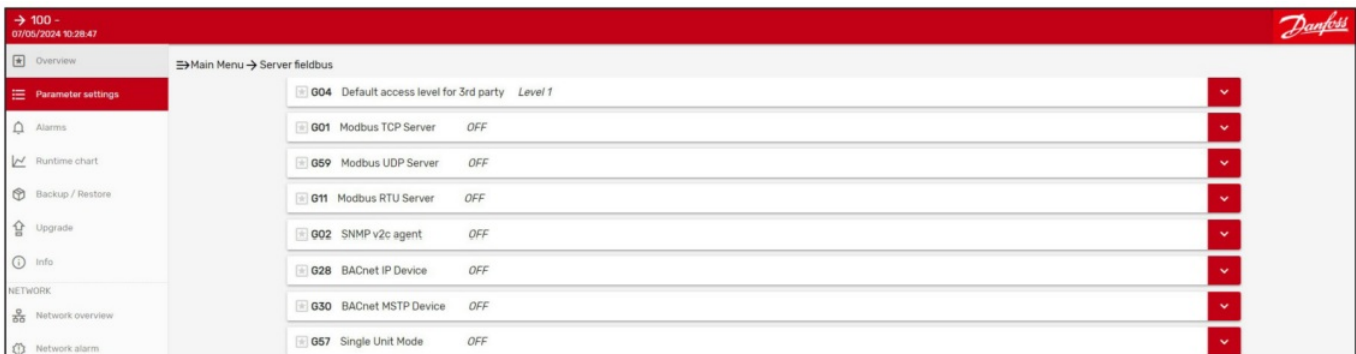 → 100 -
07/05/2024 10:28:47
Danfoss
Overview
Parameter settings
Alarms
Runtime chart
Backup / Restore
Upgrade
Info
NETWORK
Network overview
Network alarm
Main Menu → Server fieldbus
G04 Default access level for 3rd party Level 1
G01 Modbus TCP Server OFF
G59 Modbus UDP Server OFF
G11 Modbus RTU Server OFF
G02 SNMP v2c agent OFF
G28 BACnet IP Device OFF
G30 BACnet MSTP Device OFF
G57 Single Unit Mode OFF